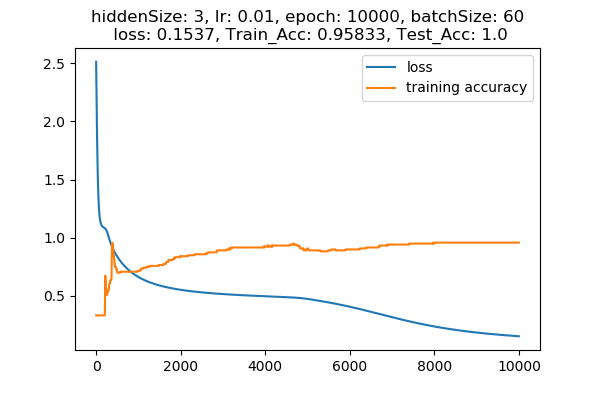 hiddenSize: 3, lr: 0.01, epoch: 10000, batchSize: 60
loss: 0.1537, Train_Acc: 0.95833, Test_Acc: 1.0
loss
training accuracy
2.5
2.0
1.5
1.0
0.5
0 2000 4000 6000 8000 10000